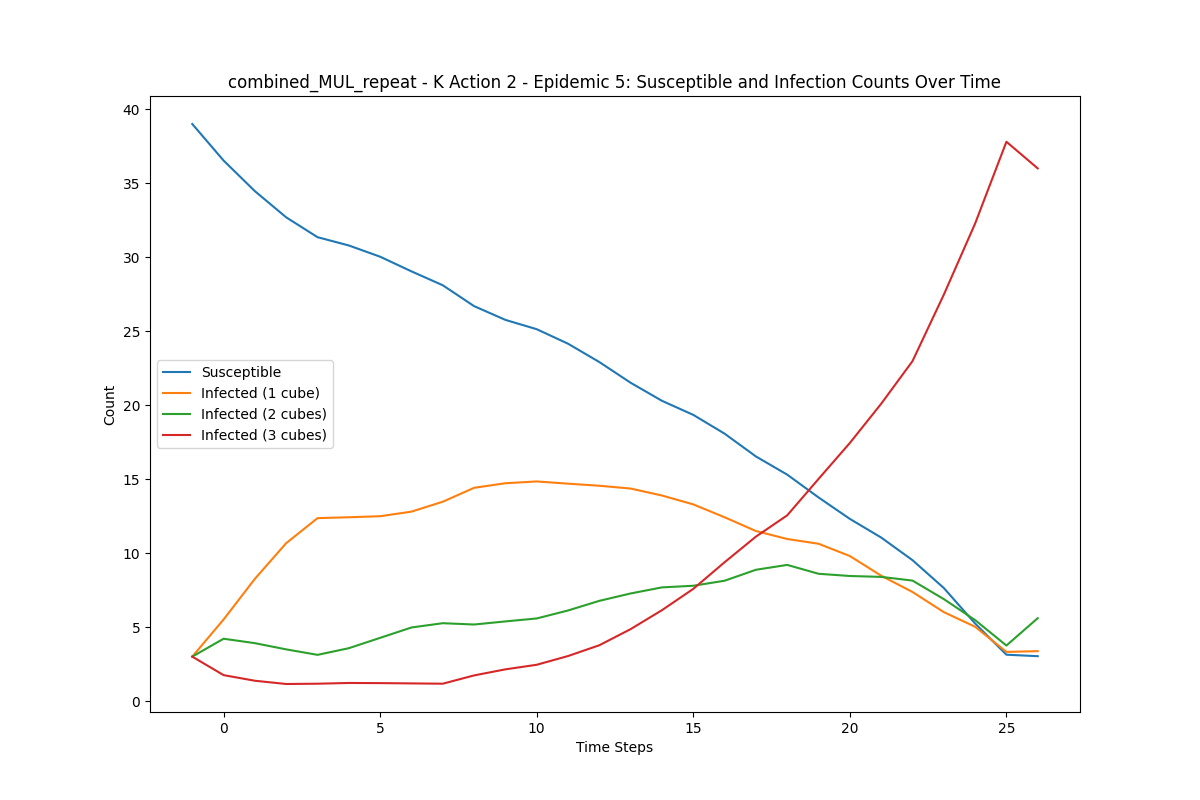 combined_MUL_repeat - K Action 2 - Epidemic 5: Susceptible and Infection Counts Over Time
40
35
30
25
20
15
10
5
0
Count
Susceptible
Infected (1 cube)
Infected (2 cubes)
Infected (3 cubes)
0 5 10 15 20 25
Time Steps